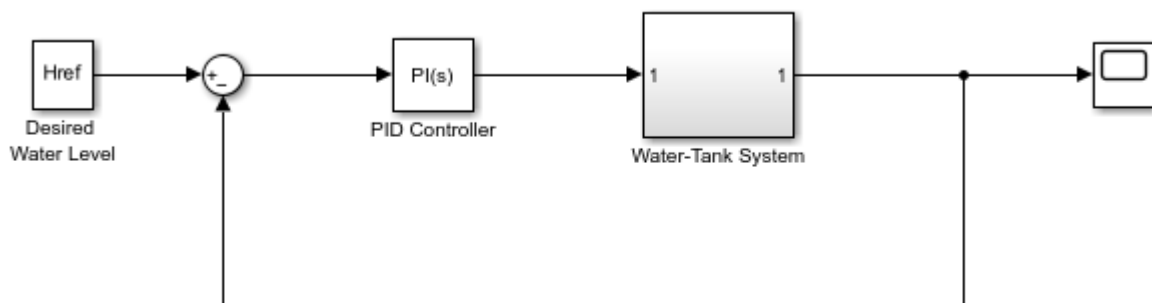 Href
Desired
Water Level
+
−
PI(s)
PID Controller
1
1
Water-Tank System